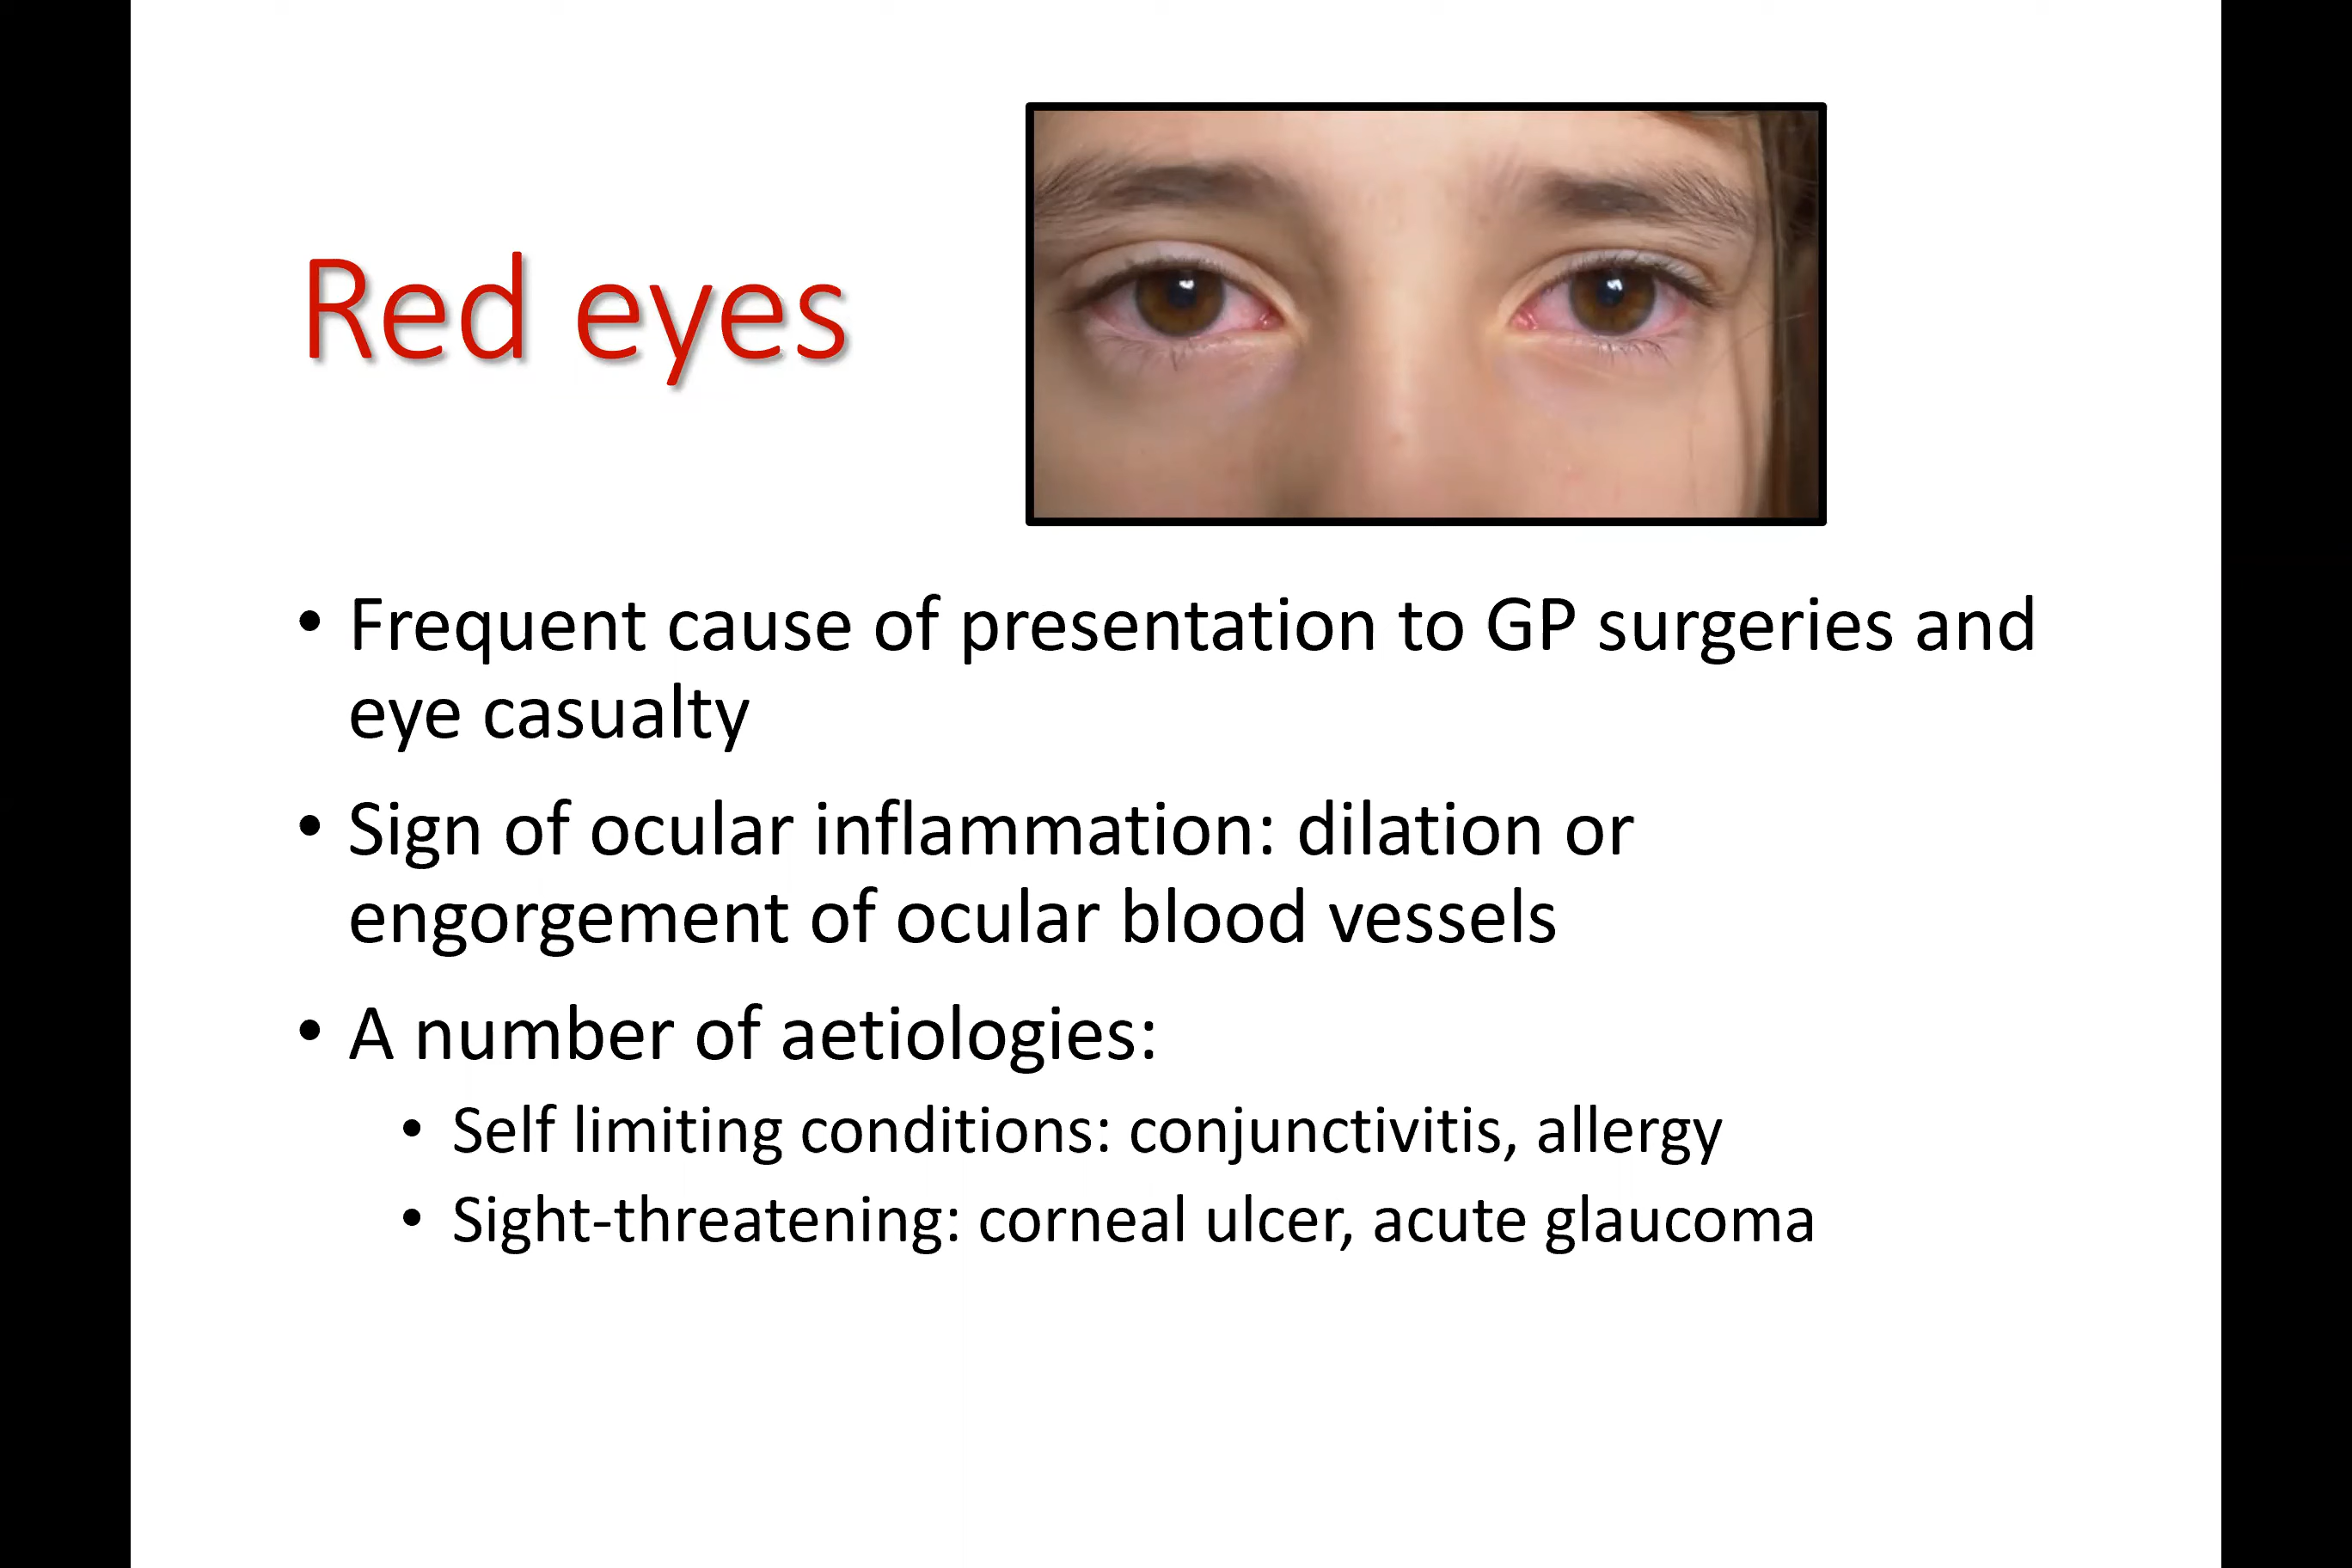 Red eyes
• Frequent cause of presentation to GP surgeries and
eye casualty
• Sign of ocular inflammation: dilation or
engorgement of ocular blood vessels
• A number of aetiologies:
• Self limiting conditions: conjunctivitis, allergy
• Sight-threatening: corneal ulcer, acute glaucoma